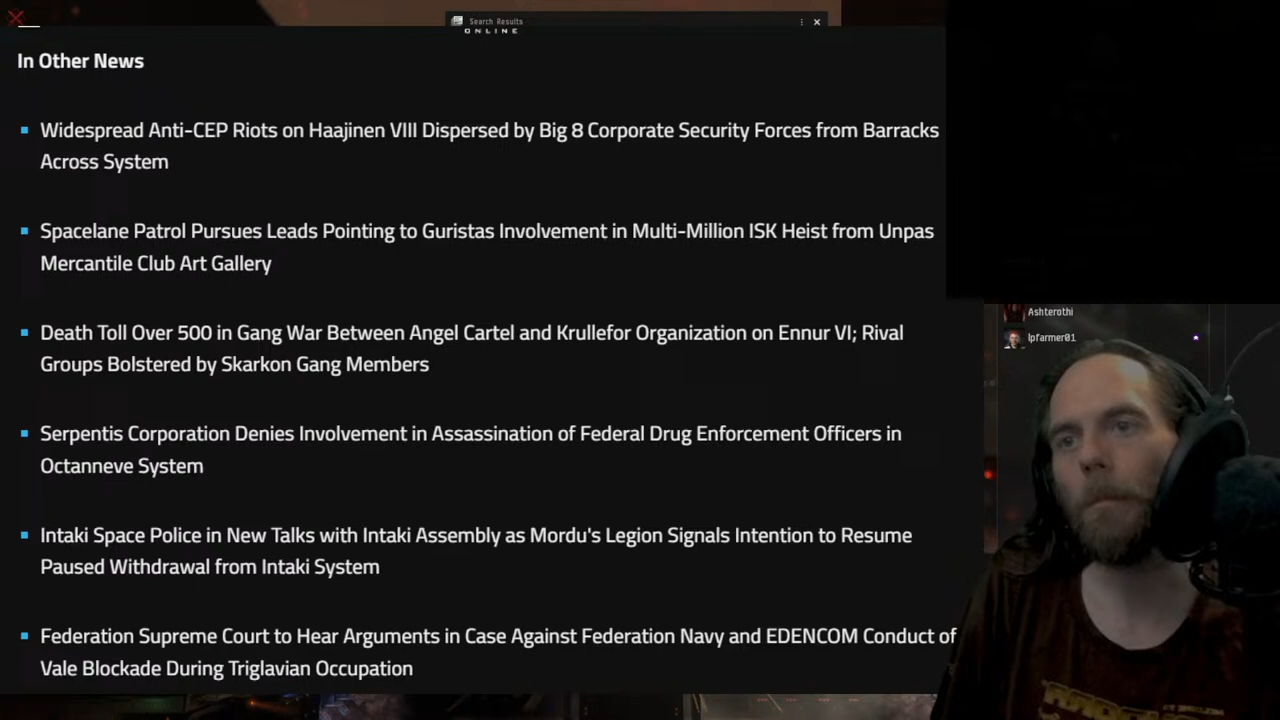 Search Results
ONLINE
In Other News
Widespread Anti-CEP Riots on Haajinen VIII Dispersed by Big 8 Corporate Security Forces from Barracks
Across System
Spacelane Patrol Pursues Leads Pointing to Guristas Involvement in Multi-Million ISK Heist from Unpas
Mercantile Club Art Gallery
Death Toll Over 500 in Gang War Between Angel Cartel and Krullefor Organization on Ennur VI; Rival
Groups Bolstered by Skarkon Gang Members
Serpentis Corporation Denies Involvement in Assassination of Federal Drug Enforcement Officers in
Octanneve System
Intaki Space Police in New Talks with Intaki Assembly as Mordu's Legion Signals Intention to Resume
Paused Withdrawal from Intaki System
Federation Supreme Court to Hear Arguments in Case Against Federation Navy and EDENCOM Conduct of
Vale Blockade During Triglavian Occupation
Ashterothi
lpfarmer01